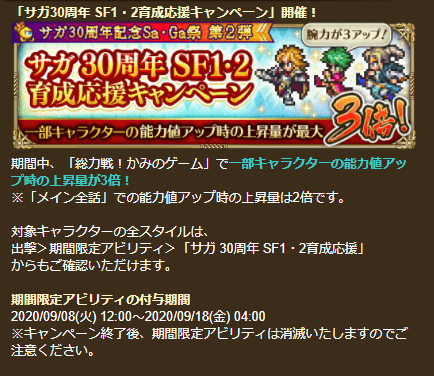 「サガ30周年 SF1・2育成応援キャンペーン」開催！
サガ30周年記念Sa・Ga祭 第2弾
腕力が3アップ！
サガ30周年 SF1・2
育成応援キャンペーン
一部キャラクターの能力値アップ時の上昇量が最大
3倍！
期間中、「総力戦！かみのゲーム」で一部キャラクターの能力値アッ
プ時の上昇量が3倍！
※「メイン全話」での能力値アップ時の上昇量は2倍です。
対象キャラクターの全スタイルは、
出撃＞期間限定アビリティ＞「サガ 30周年 SF1・2育成応援」
からもご確認いただけます。
期間限定アビリティの付与期間
2020/09/08(火) 12:00～2020/09/18(金) 04:00
※キャンペーン終了後、期間限定アビリティは消滅いたしますのでご
注意ください。